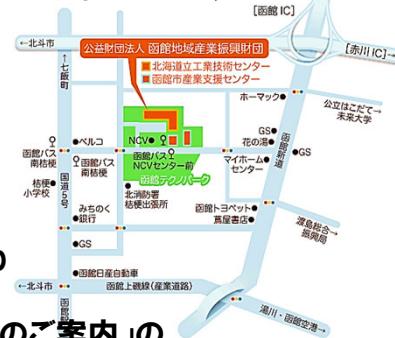 [函館IC]
←北斗市
公益財団法人 函館地域産業振興財団
[赤川IC]→
■北海道立工業技術センター
■函館市産業支援センター
↑七飯町
ホーマック●
公立はこだて→
未来大学
●ベルコ
NCV●
GS●
花の湯●
函館新道
●GS
函館バス
南桔梗
函館バス
南桔梗
函館バス
NCVセンター前
マイホーム●
センター
函館テクノパーク
桔梗●
小学校
国道5号
●北消防署
桔梗出張所
みちのく
●銀行
函館トヨペット●
蔦屋書店●
渡島総合→
振興局
●GS
●函館日産自動車
←北斗市
函館上磯線(産業道路)
函館駅
湯川・函館空港→
のご案内」の